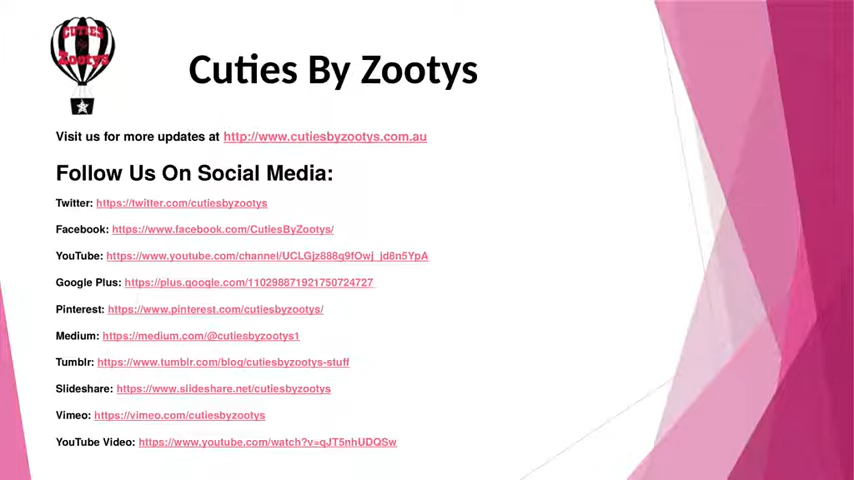 CUTIES
By
Zootys
Cuties By Zootys
Visit us for more updates at http://www.cutiesbyzootys.com.au
Follow Us On Social Media:
Twitter: https://twitter.com/cutiesbyzootys
Facebook: https://www.facebook.com/CutiesByZootys/
YouTube: https://www.youtube.com/channel/UCLGjz888q9fOwj_jd8n5YpA
Google Plus: https://plus.google.com/110298871921750724727
Pinterest: https://www.pinterest.com/cutiesbyzootys/
Medium: https://medium.com/@cutiesbyzootys1
Tumblr: https://www.tumblr.com/blog/cutiesbyzootys-stuff
Slideshare: https://www.slideshare.net/cutiesbyzootys
Vimeo: https://vimeo.com/cutiesbyzootys
YouTube Video: https://www.youtube.com/watch?v=qJT5nhUDQSw